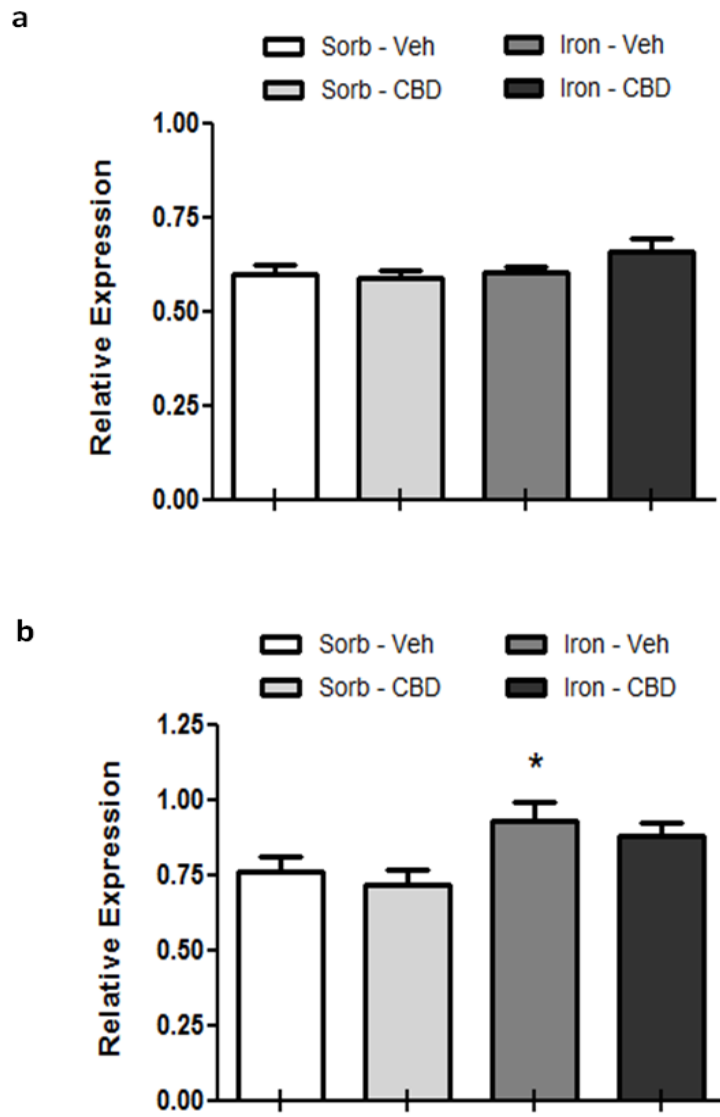 a
Sorb - Veh Iron - Veh
Sorb - CBD Iron - CBD
1.00
0.75
0.50
0.25
0.00
Relative Expression
b
Sorb - Veh Iron - Veh
Sorb - CBD Iron - CBD
1.25
1.00
0.75
0.50
0.25
0.00
Relative Expression
*